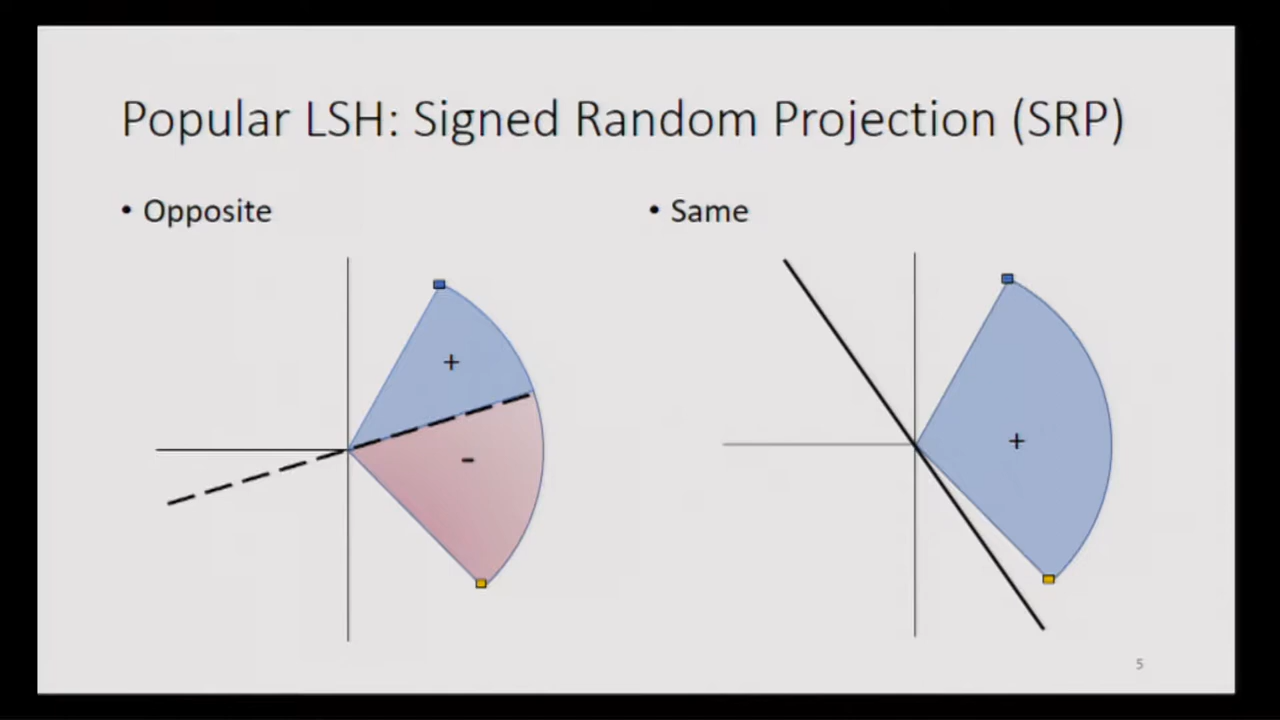 Popular LSH: Signed Random Projection (SRP)
• Opposite
• Same
+
-
+
5